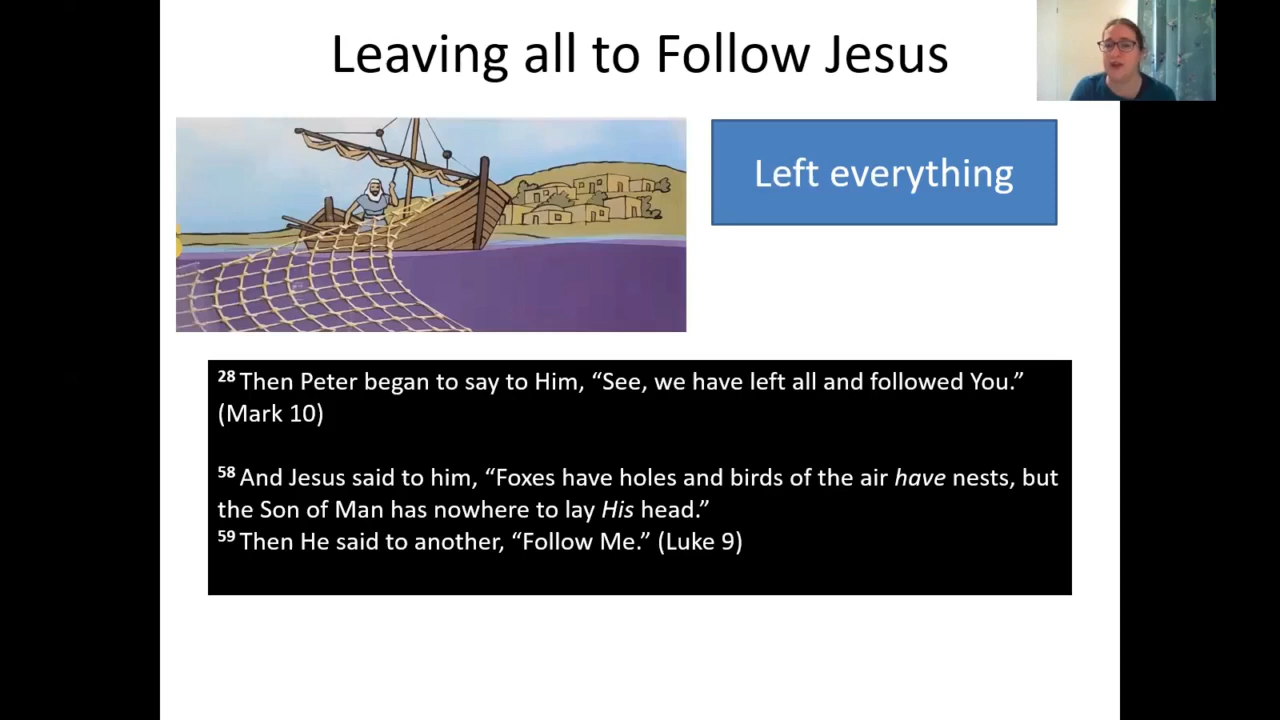 Leaving all to Follow Jesus
Left everything
28 Then Peter began to say to Him, “See, we have left all and followed You.”
(Mark 10)
58 And Jesus said to him, “Foxes have holes and birds of the air have nests, but
the Son of Man has nowhere to lay His head.”
59 Then He said to another, “Follow Me.” (Luke 9)